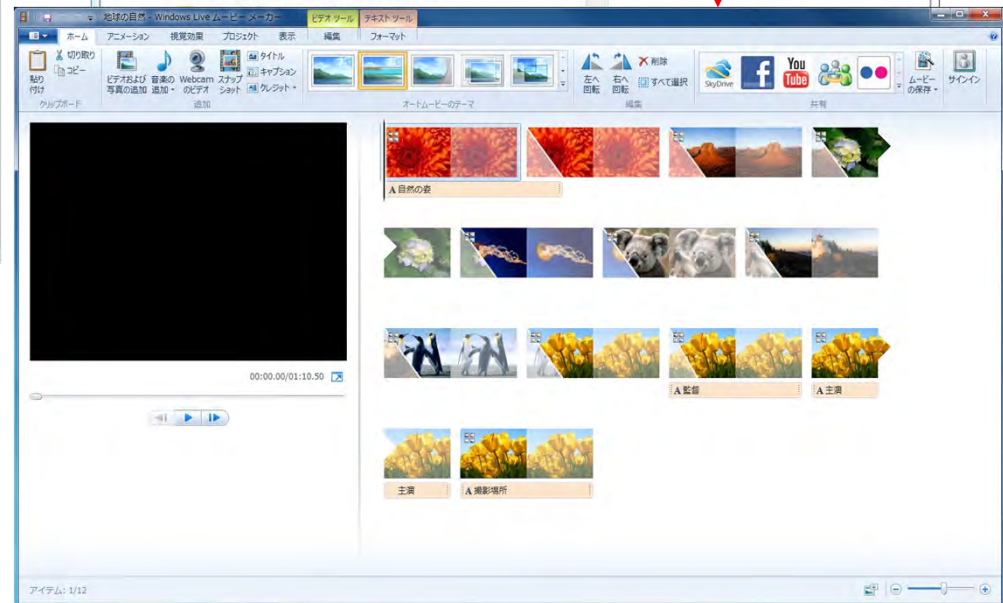 地球の自然 - Windows Live ムービー メーカー
ビデオ ツール
テキスト ツール
ホーム
アニメーション
視覚効果
プロジェクト
表示
編集
フォーマット
貼り
付け
切り取り
コピー
クリップボード
ビデオおよび
写真の追加
音楽の
追加
Webcam
のビデオ
スナップ
ショット
タイトル
キャプション
クレジット
追加
オートムービーのテーマ
左へ
回転
右へ
回転
削除
すべて選択
編集
SkyDrive
f
You
Tube
共有
ムービー
の保存
サインイン
A 自然の姿
00:00.00/01:10.50
A 監督
A 主演
主演
A 撮影場所
アイテム: 1/12